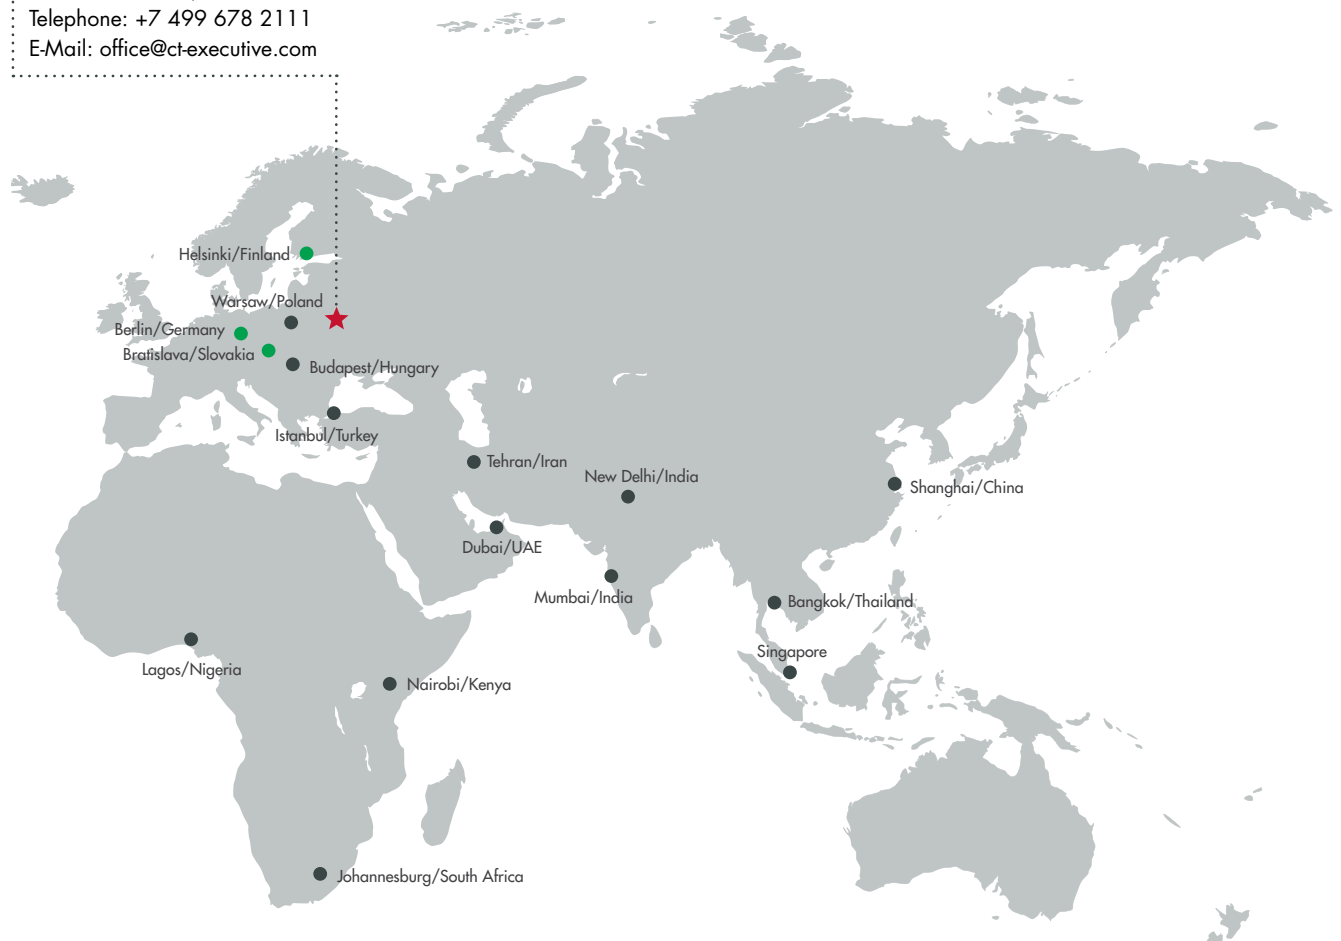 Telephone: +7 499 678 2111
E-Mail: office@ct-executive.com
Helsinki/Finland
Warsaw/Poland
Berlin/Germany
Bratislava/Slovakia
Budapest/Hungary
Istanbul/Turkey
Tehran/Iran
New Delhi/India
Shanghai/China
Dubai/UAE
Mumbai/India
Bangkok/Thailand
Singapore
Lagos/Nigeria
Nairobi/Kenya
Johannesburg/South Africa